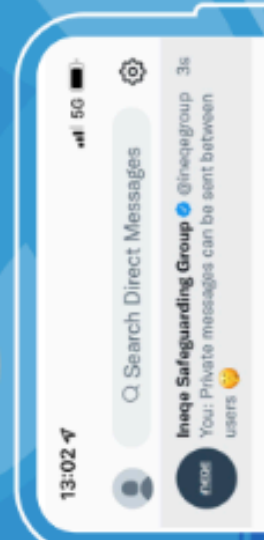 13:02 5G
Search Direct Messages
Ineqe Safeguarding Group @ineqegroup 3s
You: Private messages can be sent between
users
ineqe